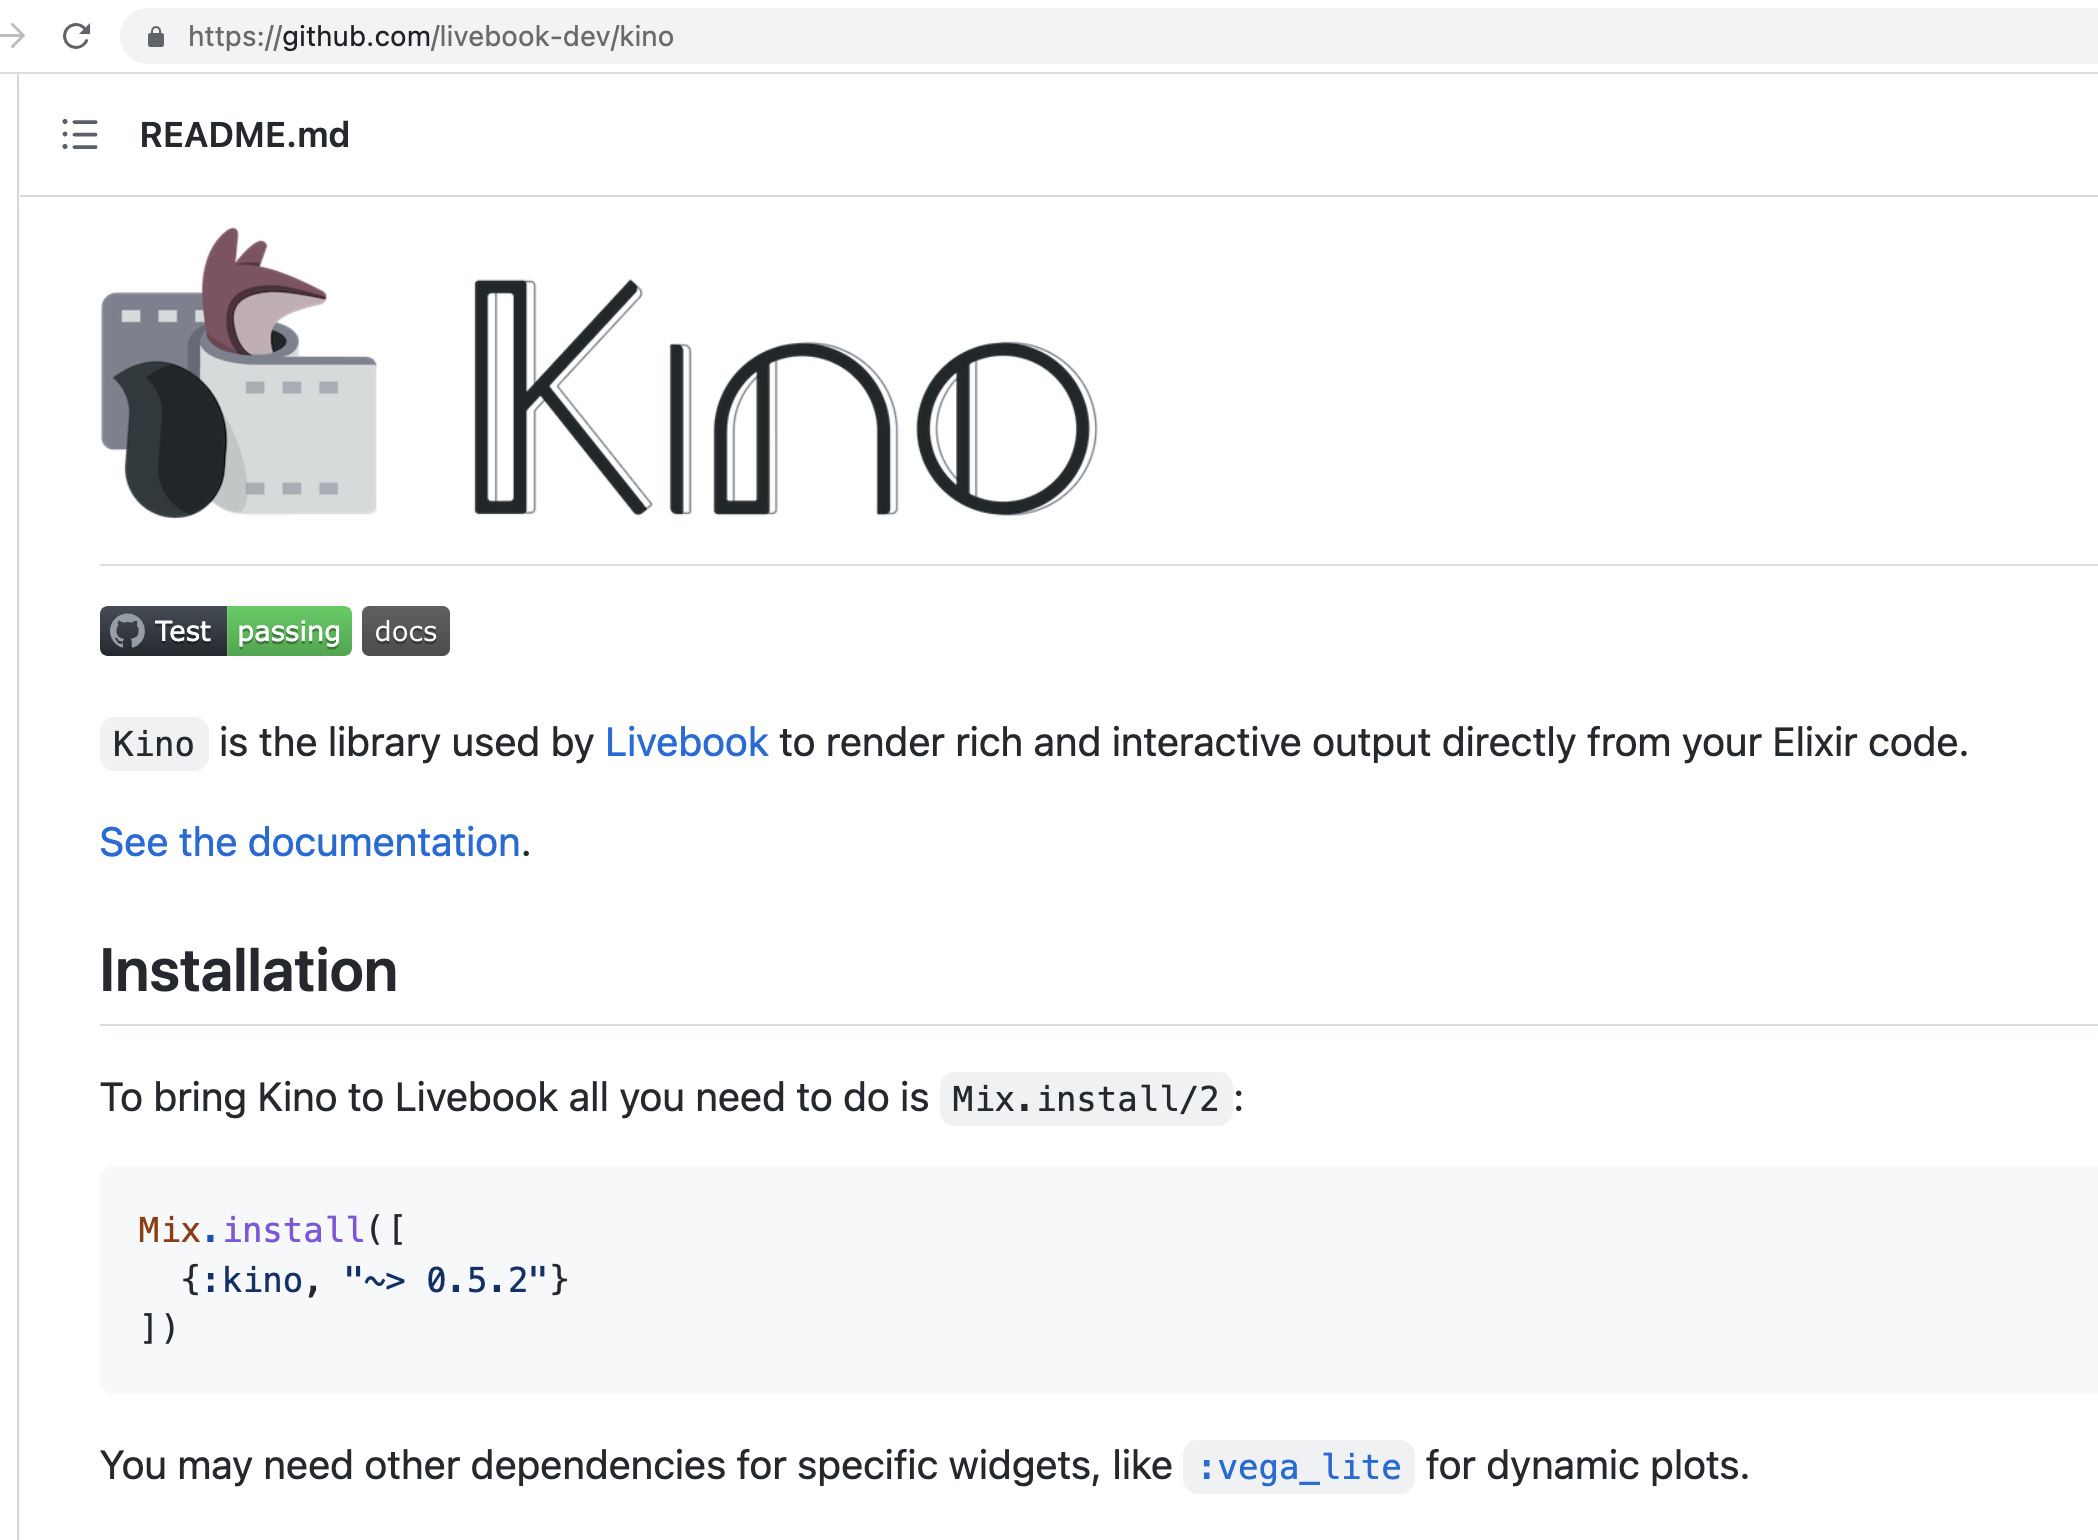 https://github.com/livebook-dev/kino
README.md
Kino
Test passing docs
Kino is the library used by Livebook to render rich and interactive output directly from your Elixir code.
See the documentation.
Installation
To bring Kino to Livebook all you need to do is Mix.install/2:
Mix.install([
  {:kino, "~> 0.5.2"}
])
You may need other dependencies for specific widgets, like :vega_lite for dynamic plots.